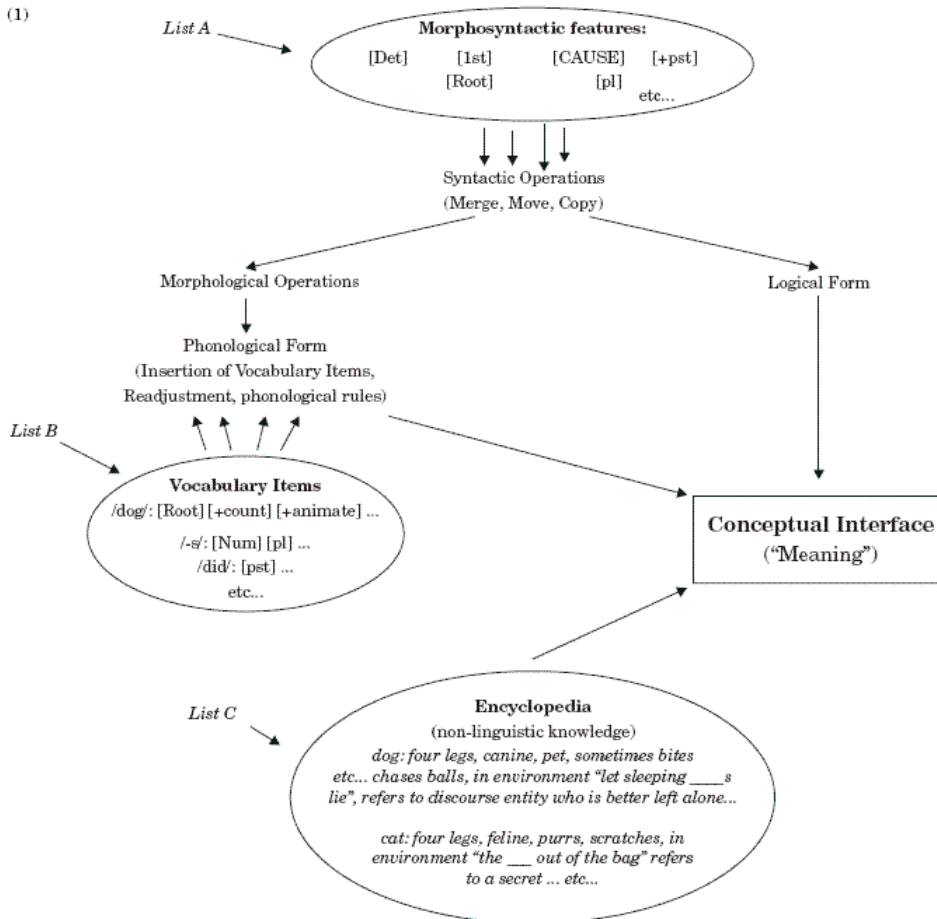 (1)
List A
Morphosyntactic features:
[Det] [1st] [CAUSE] [+pst]
[Root] [pl]
etc...
Syntactic Operations
(Merge, Move, Copy)
Morphological Operations
Logical Form
Phonological Form
(Insertion of Vocabulary Items,
Readjustment, phonological rules)
List B
Vocabulary Items
/dog/: [Root] [+count] [+animate] ...
/-s/: [Num] [pl] ...
/did/: [pst] ...
etc...
Conceptual Interface
(“Meaning”)
List C
Encyclopedia
(non-linguistic knowledge)
dog: four legs, canine, pet, sometimes bites
etc... chases balls, in environment “let sleeping ____s
lie”, refers to discourse entity who is better left alone...
cat: four legs, feline, purrs, scratches, in
environment “the ___ out of the bag” refers
to a secret ... etc...